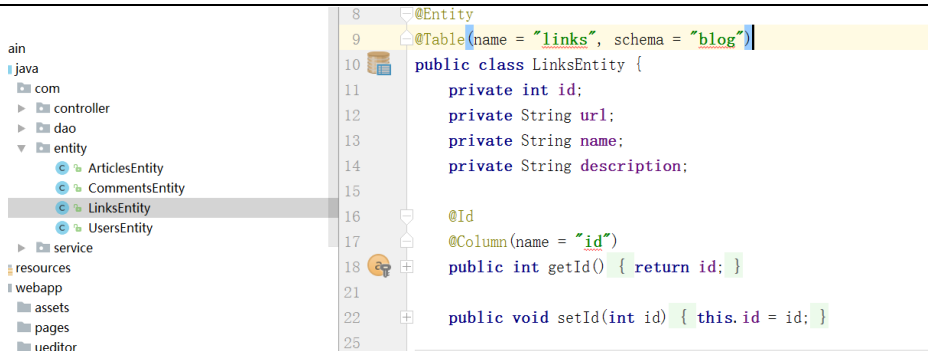 ain
java
com
controller
dao
entity
ArticlesEntity
CommentsEntity
LinksEntity
UsersEntity
service
resources
webapp
assets
pages
ueditor
8 @Entity
9 @Table(name = "links", schema = "blog")
10 public class LinksEntity {
11 private int id;
12 private String url;
13 private String name;
14 private String description;
15
16 @Id
17 @Column(name = "id")
18 public int getId() { return id; }
21
22 public void setId(int id) { this.id = id; }
25